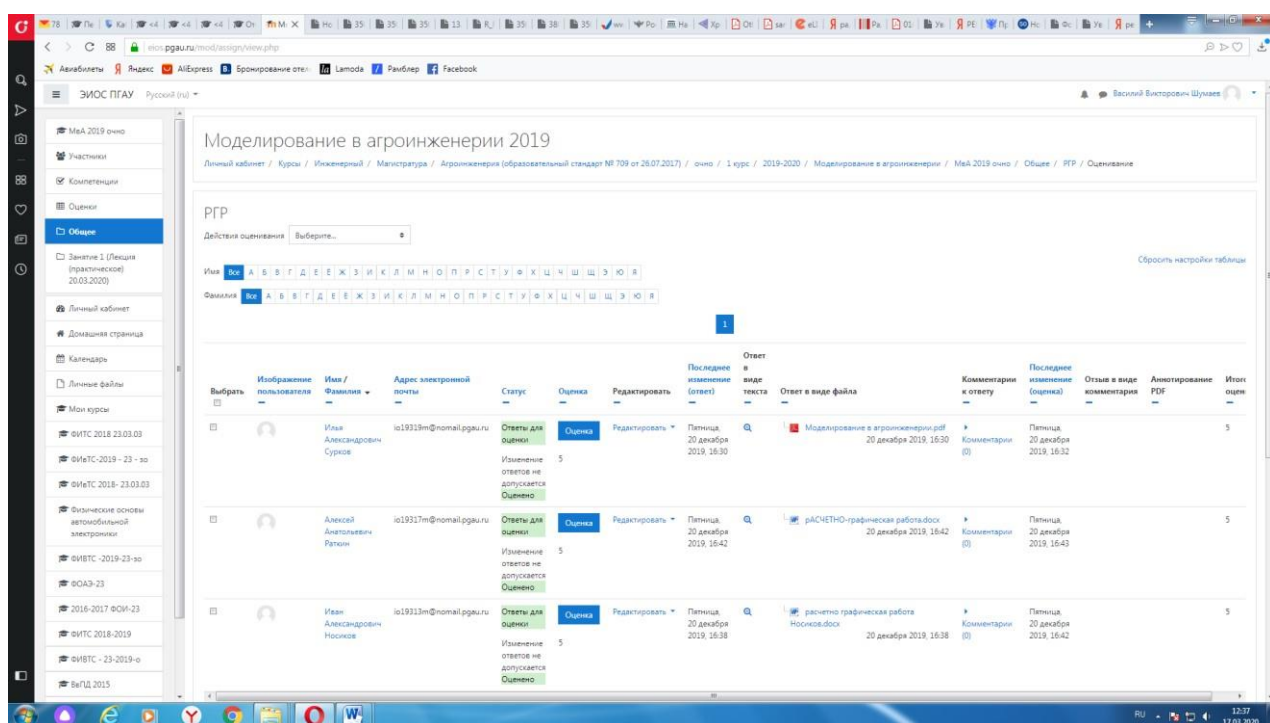 eios.pgau.ru/mod/assign/view.php
Авиабилеты Яндекс AliExpress Бронирование отел Lamoda Рамблер Facebook
ЭИОС ПГАУ Русский (ru)
Василий Викторович Шумаев
МвА 2019 очно
Участники
Компетенции
Оценки
Общее
Занятие 1 (Лекция
(практическое)
20.03.2020)
Личный кабинет
Домашняя страница
Календарь
Личные файлы
Мои курсы
ФИТС 2018 23.03.03
ФИвТС-2019 - 23 - зо
ФИвТС 2018- 23.03.03
Физические основы
автомобильной
электроники
ФИВТС -2019-23-зо
ФОАЭ-23
2016-2017 ФОИ-23
ФИТС 2018-2019
ФИВТС - 23-2019-о
ВвПД 2015
Моделирование в агроинженерии 2019
Личный кабинет / Курсы / Инженерный / Магистратура / Агроинженерия (образовательный стандарт № 709 от 26.07.2017) / очно / 1 курс / 2019-2020 / Моделирование в агроинженерии / МвА 2019 очно / Общее / РГР / Оценивание
РГР
Действия оценивания Выберите...
Сбросить настройки таблицы
Имя Все А Б В Г Д Е Ё Ж З И К Л М Н О П Р С Т У Ф Х Ц Ч Ш Щ Э Ю Я
Фамилия Все А Б В Г Д Е Ё Ж З И К Л М Н О П Р С Т У Ф Х Ц Ч Ш Щ Э Ю Я
1
Выбрать
Изображение
пользователя
Имя /
Фамилия
Адрес электронной
почты
Статус
Оценка
Редактировать
Последнее
изменение
(ответ)
Ответ
в
виде
текста
Ответ в виде файла
Комментарии
к ответу
Последнее
изменение
(оценка)
Отзыв в виде
комментария
Аннотирование
PDF
Итого
оцен
Илья
Александрович
Сурков
io19319m@nomail.pgau.ru
Ответы для
оценки
Изменение
ответов не
допускается
Оценено
Оценка
5
Редактировать
Пятница,
20 декабря
2019, 16:30
Моделирование в агроинженерии.pdf
20 декабря 2019, 16:30
Комментарии
(0)
Пятница,
20 декабря
2019, 16:32
5
Алексей
Анатольевич
Раткин
io19317m@nomail.pgau.ru
Ответы для
оценки
Изменение
ответов не
допускается
Оценено
Оценка
5
Редактировать
Пятница,
20 декабря
2019, 16:42
рАСЧЕТНО-графическая работа.docx
20 декабря 2019, 16:42
Комментарии
(0)
Пятница,
20 декабря
2019, 16:43
5
Иван
Александрович
Носиков
io19313m@nomail.pgau.ru
Ответы для
оценки
Изменение
ответов не
допускается
Оценено
Оценка
5
Редактировать
Пятница,
20 декабря
2019, 16:38
расчетно графическая работа
Носиков.docx
20 декабря 2019, 16:38
Комментарии
(0)
Пятница,
20 декабря
2019, 16:42
5
RU
12:37
17.03.2020